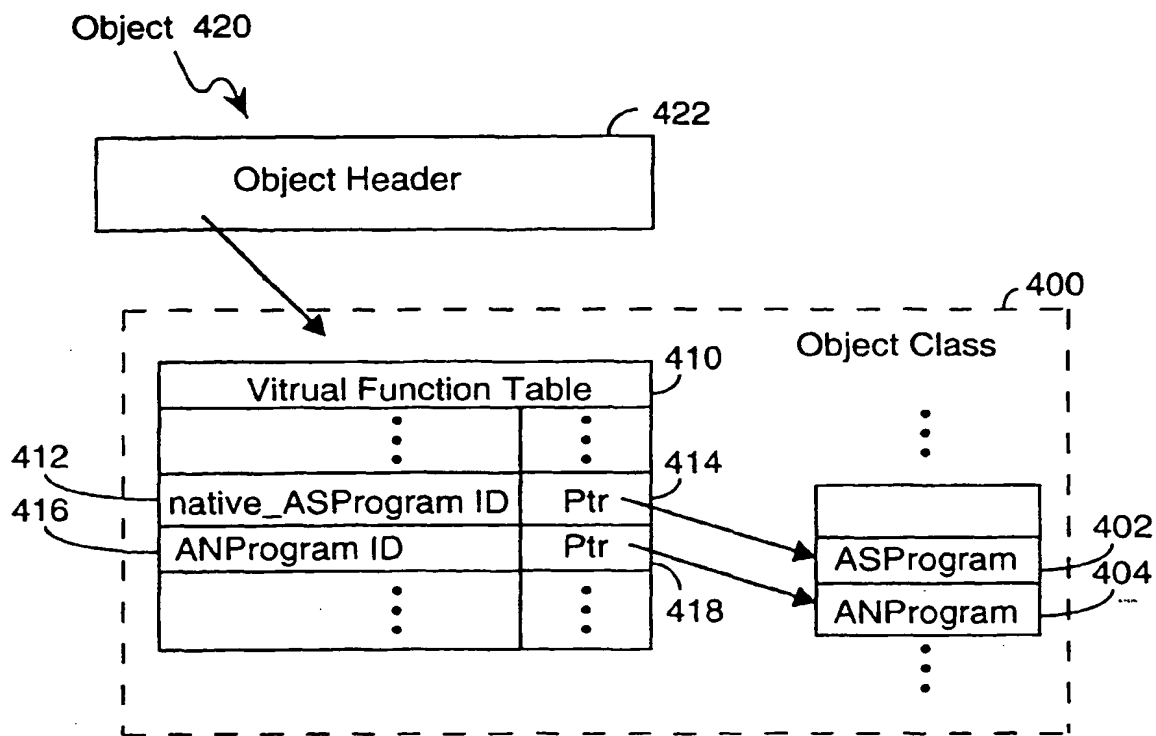 Object 420
422
Object Header
400
Object Class
410
Vitrual Function Table
412
414
native_ASProgram ID Ptr
416
ANProgram ID Ptr
418
402
ASProgram
404
ANProgram